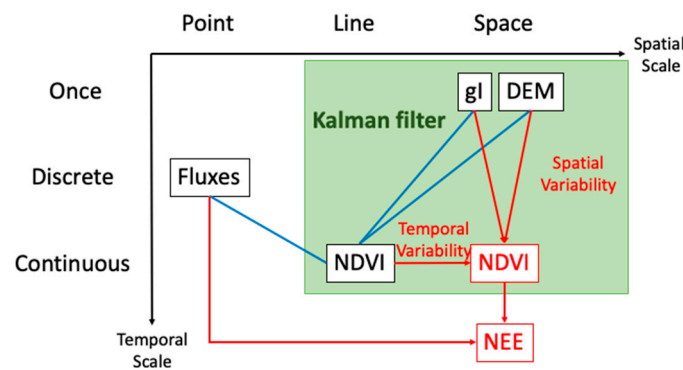 Point Line Space
Spatial
Scale
Once
gI DEM
Kalman filter
Discrete
Fluxes
Spatial
Variability
Temporal
Variability
Continuous
NDVI
NDVI
Temporal
Scale
NEE